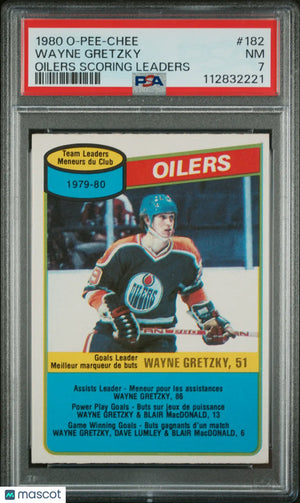 1980 O-PEE-CHEE #182
WAYNE GRETZKY NM
OILERS SCORING LEADERS PSA 7
112832221
Team Leaders
Meneurs du Club
1979-80
OILERS
OILERS
Goals Leader
Meilleur marqueur de buts
WAYNE GRETZKY, 51
Assists Leader - Meneur pour les assistances
WAYNE GRETZKY, 86
Power Play Goals - Buts sur jeux de puissance
WAYNE GRETZKY & BLAIR MacDONALD, 13
Game Winning Goals - Buts gagnants d'un match
WAYNE GRETZKY, DAVE LUMLEY & BLAIR MacDONALD, 6
mascot